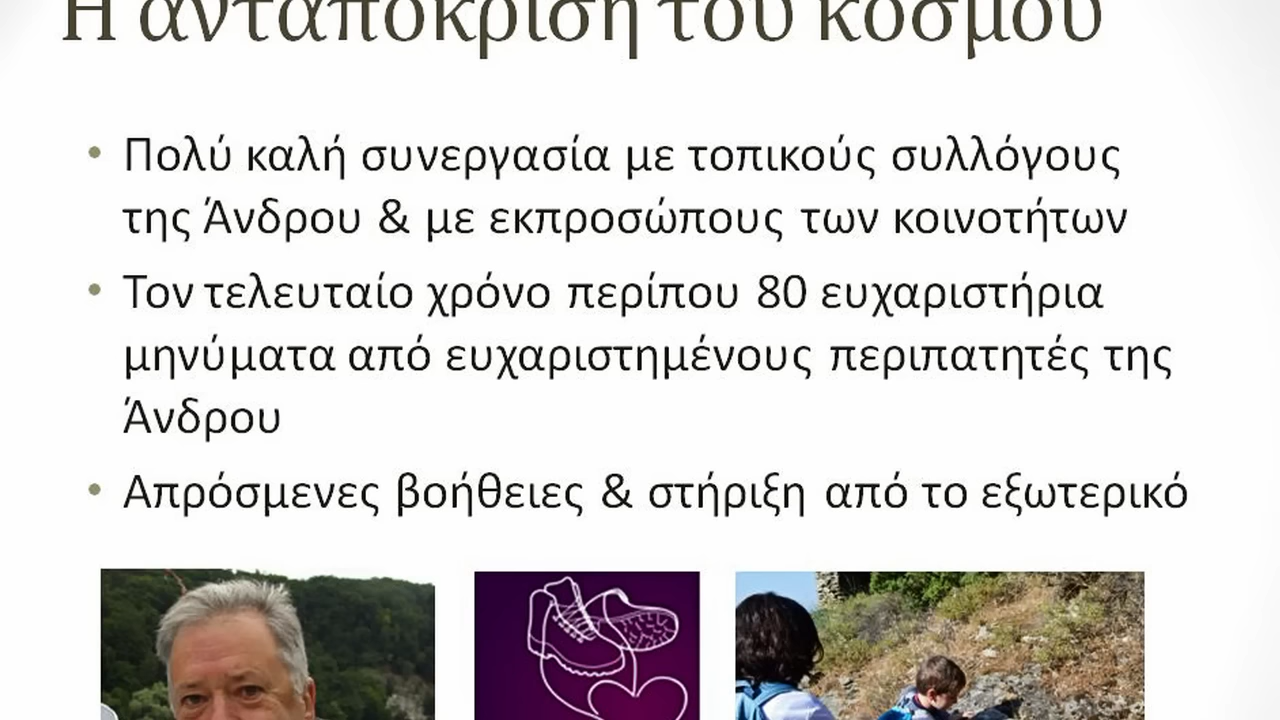 Η ανταπόκριση του κόσμου
• Πολύ καλή συνεργασία με τοπικούς συλλόγους
της Άνδρου & με εκπροσώπους των κοινοτήτων
• Τον τελευταίο χρόνο περίπου 80 ευχαριστήρια
μηνύματα από ευχαριστημένους περιπατητές της
Άνδρου
• Απρόσμενες βοήθειες & στήριξη από το εξωτερικό